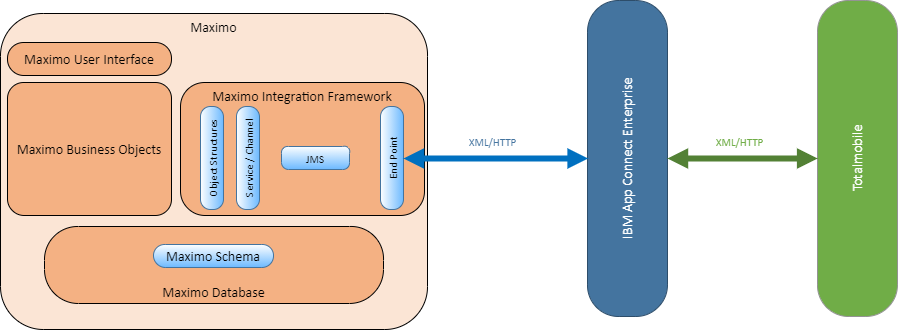 Maximo
Maximo User Interface
Maximo Business Objects
Maximo Integration Framework
Object Structures
Service / Channel
JMS
End Point
Maximo Schema
Maximo Database
XML/HTTP
IBM App Connect Enterprise
XML/HTTP
Totalmobile